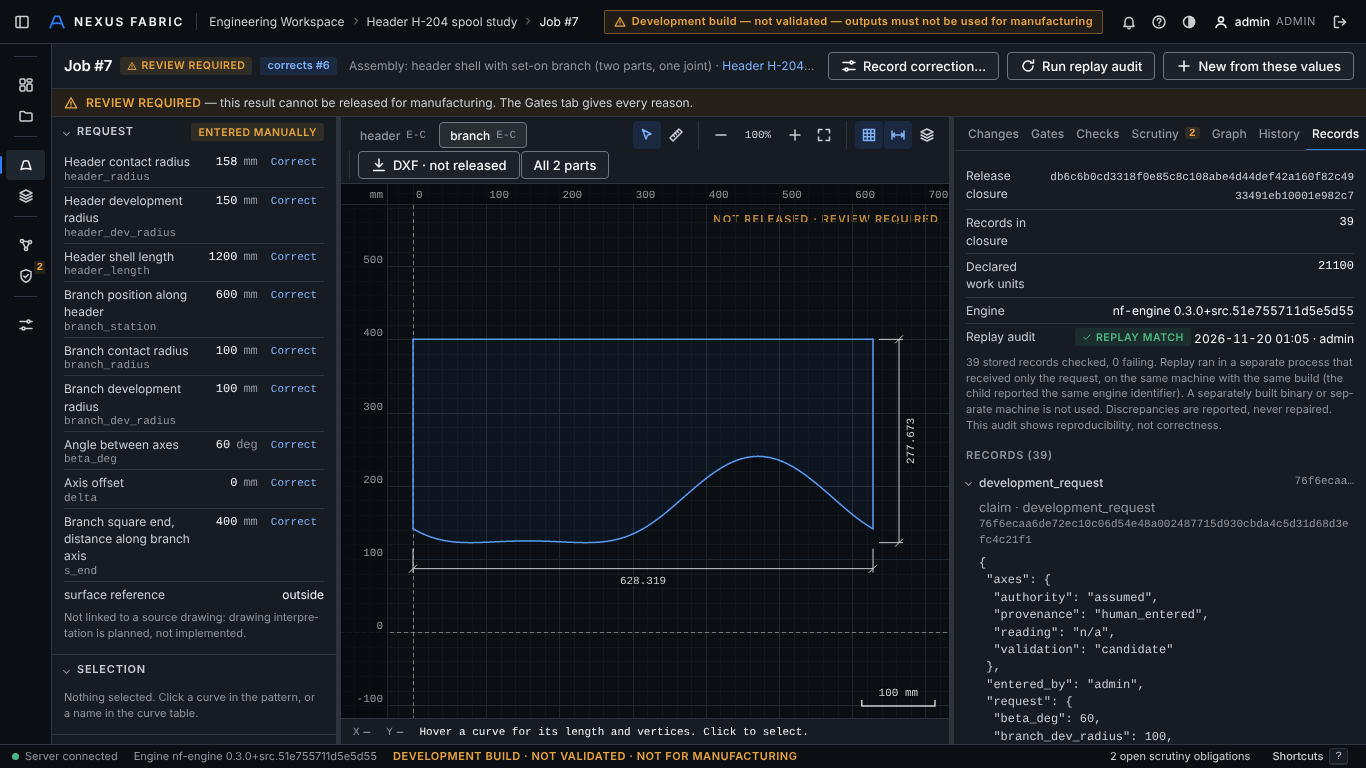 NEXUS FABRIC
Engineering Workspace
Header H-204 spool study
Job #7
Development build — not validated — outputs must not be used for manufacturing
admin ADMIN
Job #7
REVIEW REQUIRED
corrects #6
Assembly: header shell with set-on branch (two parts, one joint) · Header H-204...
Record correction...
Run replay audit
New from these values
REVIEW REQUIRED — this result cannot be released for manufacturing. The Gates tab gives every reason.
REQUEST
ENTERED MANUALLY
Header contact radius 158 mm Correct
header_radius
Header development radius 150 mm Correct
header_dev_radius
Header shell length 1200 mm Correct
header_length
Branch position along header 600 mm Correct
branch_station
Branch contact radius 100 mm Correct
branch_radius
Branch development radius 100 mm Correct
branch_dev_radius
Angle between axes 60 deg Correct
beta_deg
Axis offset 0 mm Correct
delta
Branch square end, distance along branch axis 400 mm Correct
s_end
surface reference outside
Not linked to a source drawing: drawing interpre-
tation is planned, not implemented.
SELECTION
Nothing selected. Click a curve in the pattern, or
a name in the curve table.
header E-C
branch E-C
100%
DXF · not released
All 2 parts
mm 0 100 200 300 400 500 600 700
NOT RELEASED · REVIEW REQUIRED
500
400
300
200
100
0
-100
277.673
628.319
100 mm
X — Y — Hover a curve for its length and vertices. Click to select.
Changes Gates Checks Scrutiny 2 Graph History Records
Release closure
db6c6b0cd3318f0e85c8c108abe4d44def42a160f82c49
33491eb10001e982c7
Records in closure 39
Declared work units 21100
Engine nf-engine 0.3.0+src.51e755711d5e5d55
Replay audit REPLAY MATCH 2026-11-20 01:05 · admin
39 stored records checked, 0 failing. Replay ran in a separate process that
received only the request, on the same machine with the same build (the
child reported the same engine identifier). A separately built binary or sep-
arate machine is not used. Discrepancies are reported, never repaired.
This audit shows reproducibility, not correctness.
RECORDS (39)
development_request 76f6ecaa…
claim · development_request
76f6ecaa6de72ec10c06d54e48a002487715d930cbda4c5d31d68d3e
fc4c21f1
{
"axes": {
"authority": "assumed",
"provenance": "human_entered",
"reading": "n/a",
"validation": "candidate"
},
"entered_by": "admin",
"request": {
"beta_deg": 60,
"branch_dev_radius": 100,
2
Server connected
Engine nf-engine 0.3.0+src.51e755711d5e5d55
DEVELOPMENT BUILD · NOT VALIDATED · NOT FOR MANUFACTURING
2 open scrutiny obligations
Shortcuts ?